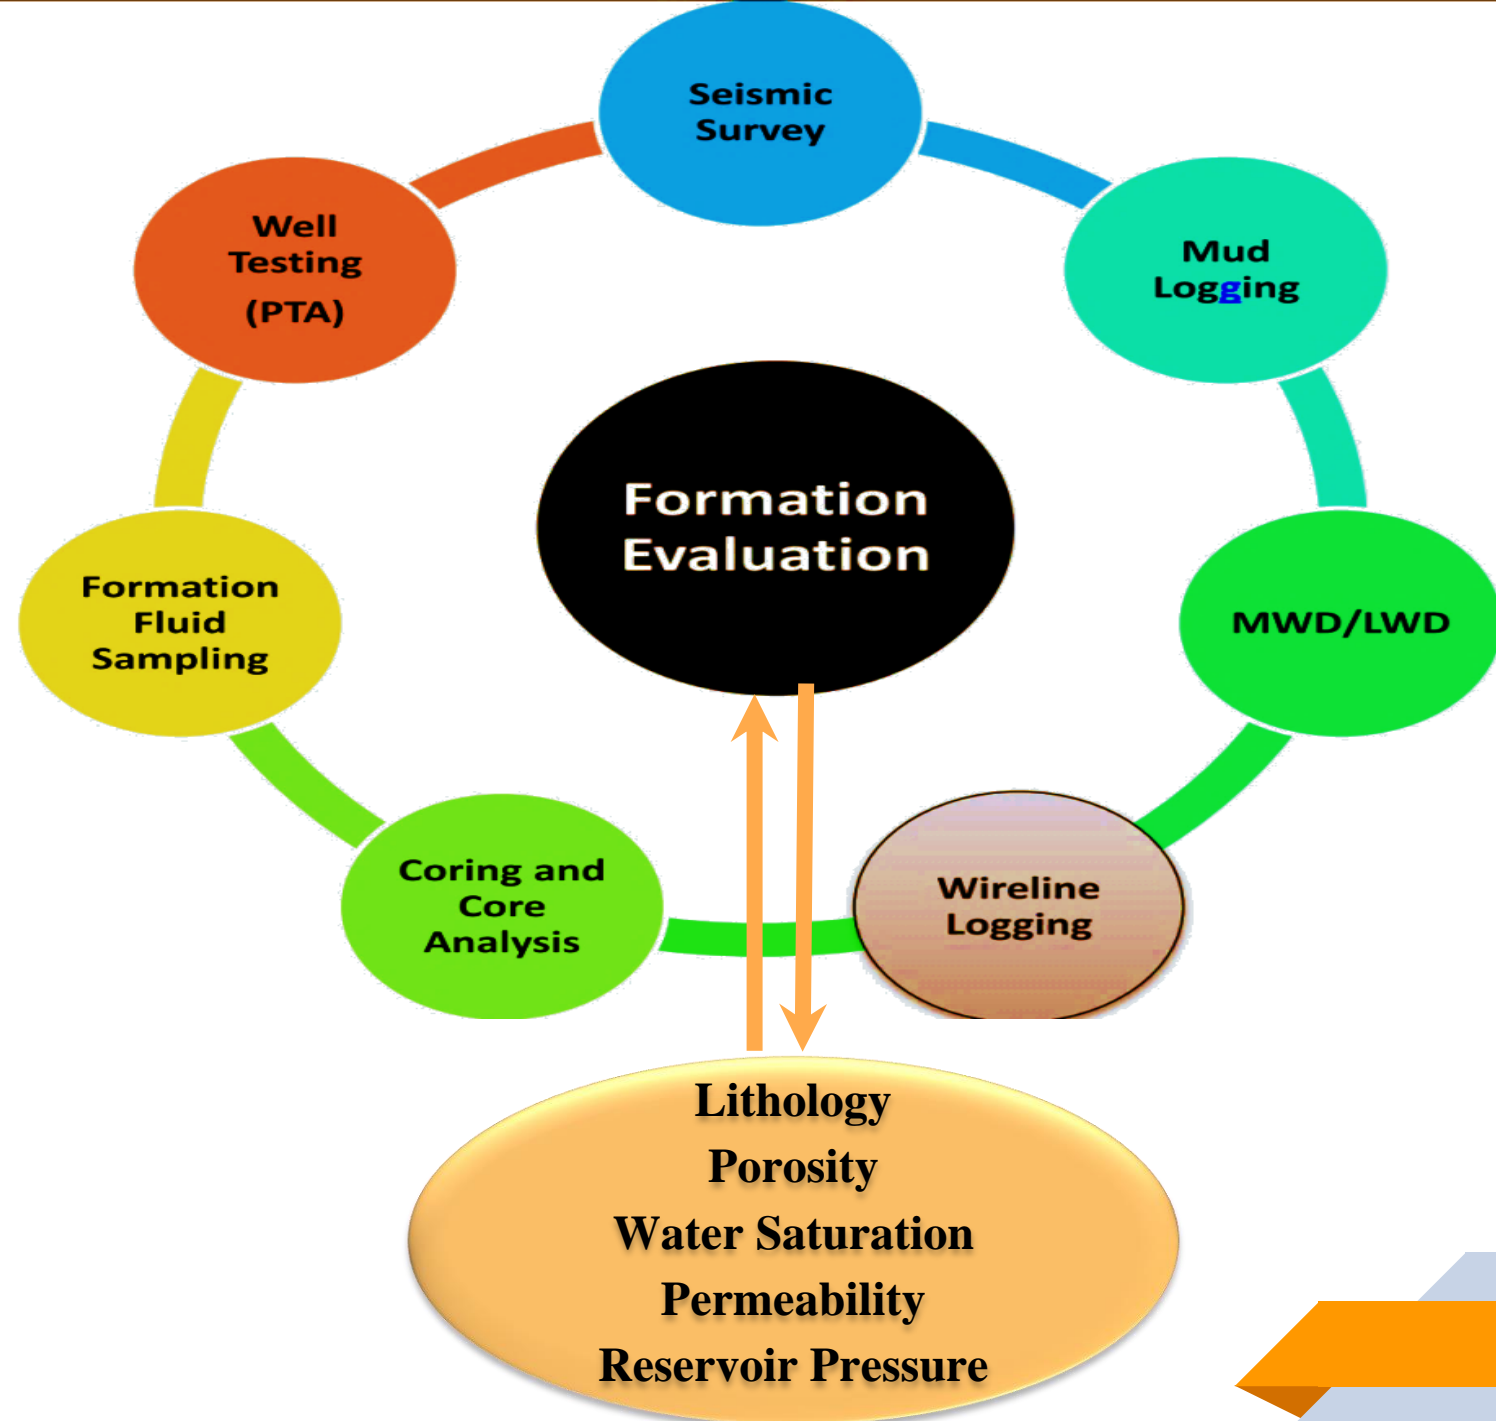 Seismic
Survey
Mud
Logging
MWD/LWD
Wireline
Logging
Coring and
Core
Analysis
Formation
Fluid
Sampling
Well
Testing
(PTA)
Formation
Evaluation
Lithology
Porosity
Water Saturation
Permeability
Reservoir Pressure